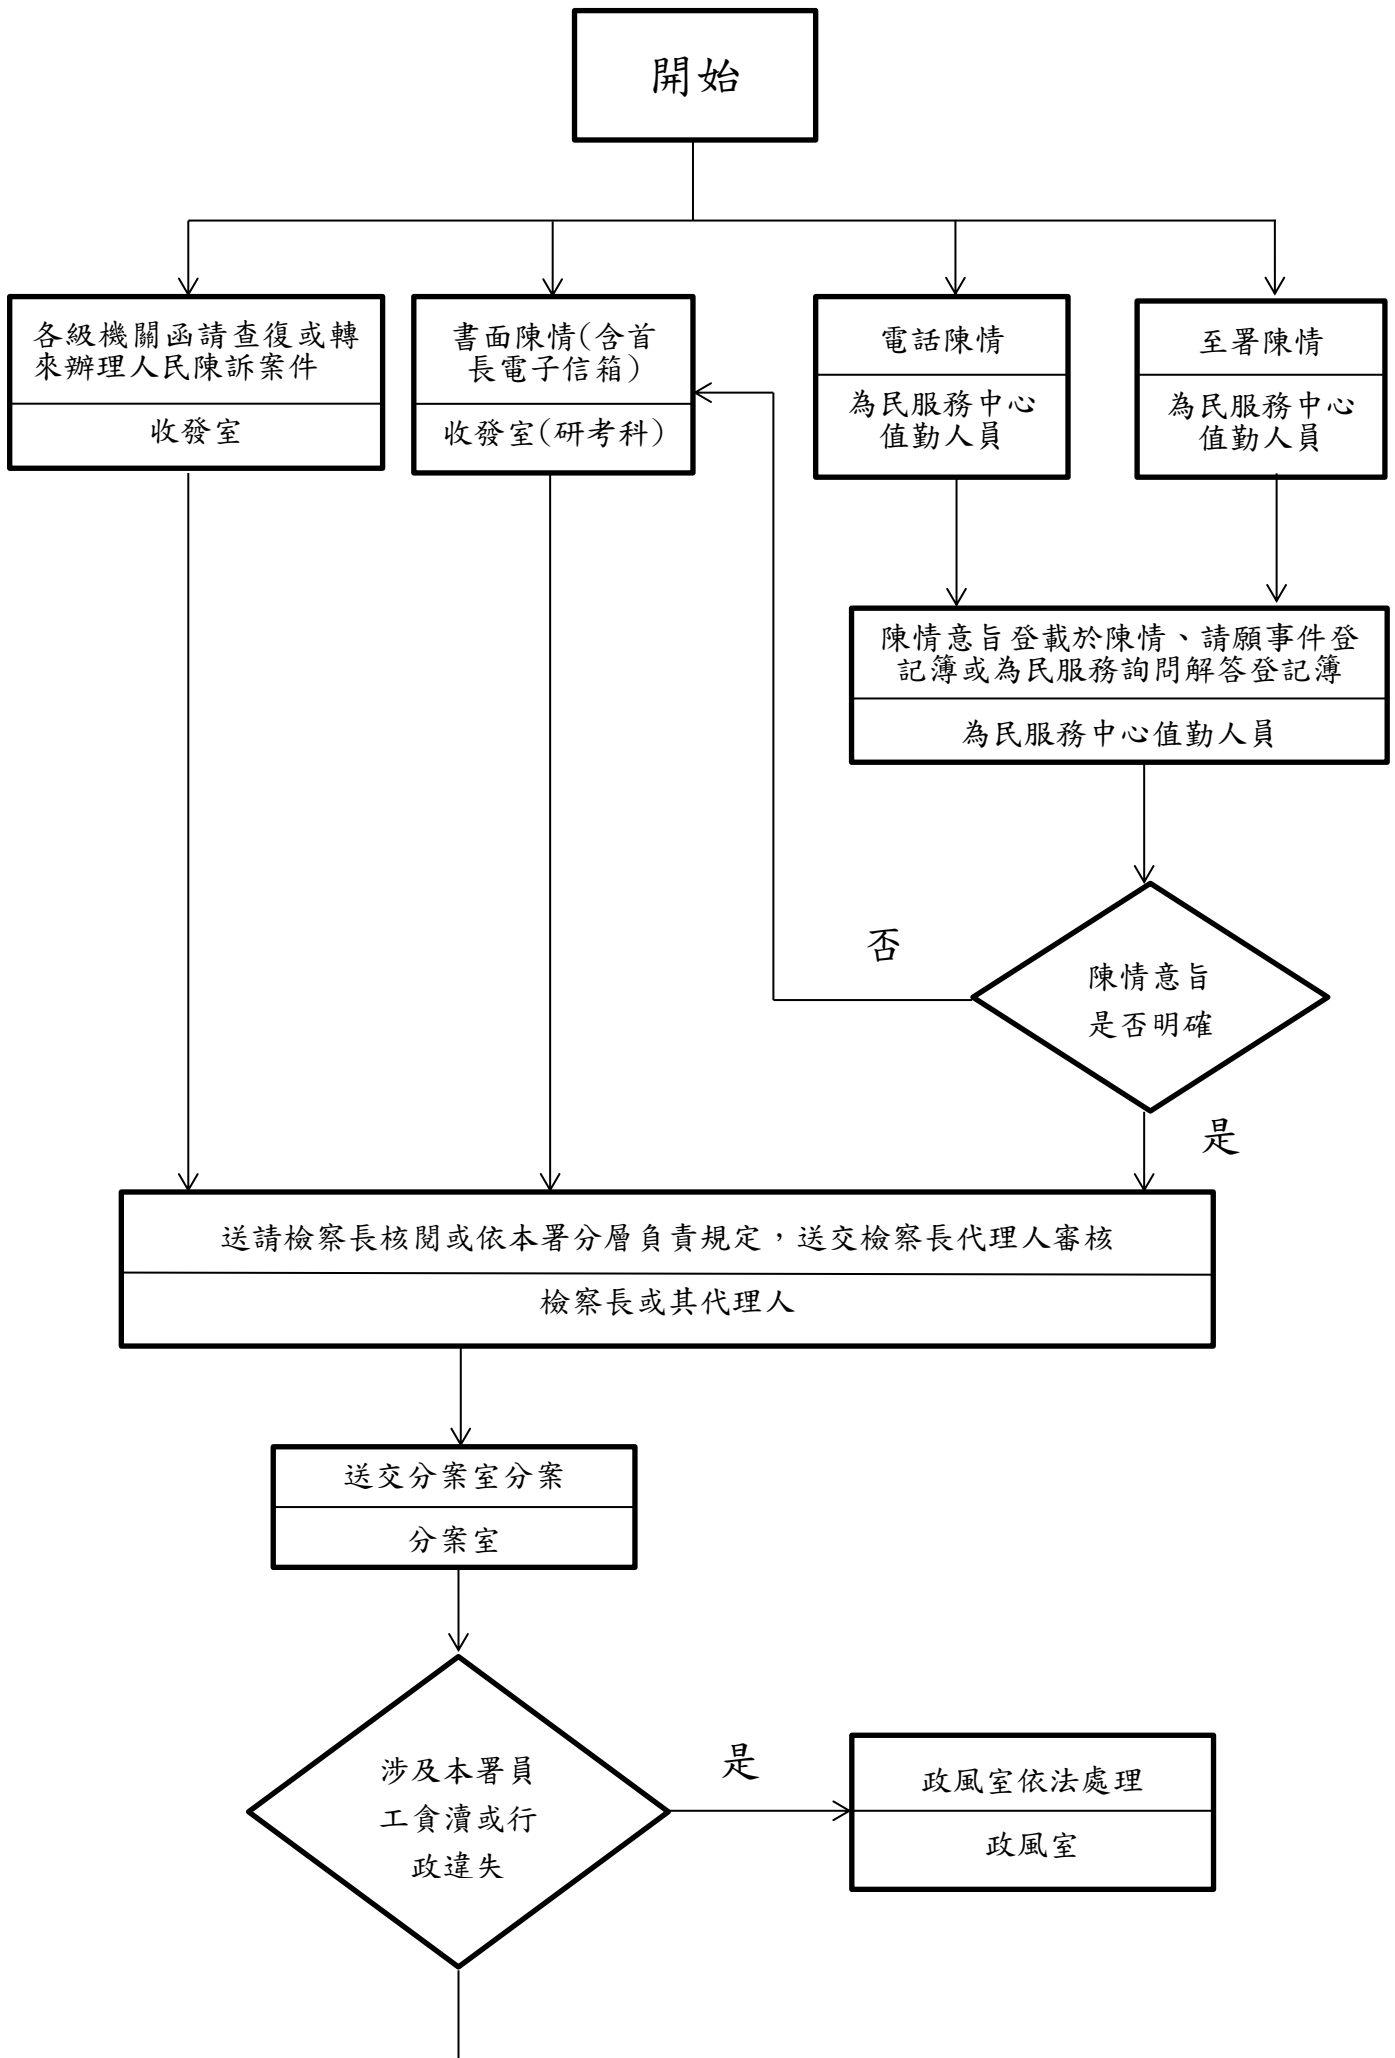 開始
各級機關函請查復或轉
來辦理人民陳訴案件
收發室
書面陳情(含首
長電子信箱)
收發室(研考科)
電話陳情
為民服務中心
值勤人員
至署陳情
為民服務中心
值勤人員
陳情意旨登載於陳情、請願事件登
記簿或為民服務詢問解答登記簿
為民服務中心值勤人員
否
陳情意旨
是否明確
是
送請檢察長核閱或依本署分層負責規定，送交檢察長代理人審核
檢察長或其代理人
送交分案室分案
分案室
涉及本署員
工貪瀆或行
政違失
是
政風室依法處理
政風室